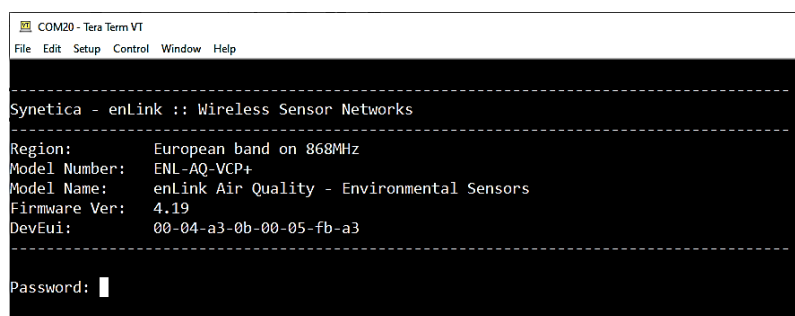 COM20 - Tera Term VT
File Edit Setup Control Window Help
--------------------------------------------------------------------------------
Synetica - enLink :: Wireless Sensor Networks
--------------------------------------------------------------------------------
Region: European band on 868MHz
Model Number: ENL-AQ-VCP+
Model Name: enLink Air Quality - Environmental Sensors
Firmware Ver: 4.19
DevEui: 00-04-a3-0b-00-05-fb-a3
--------------------------------------------------------------------------------
Password: